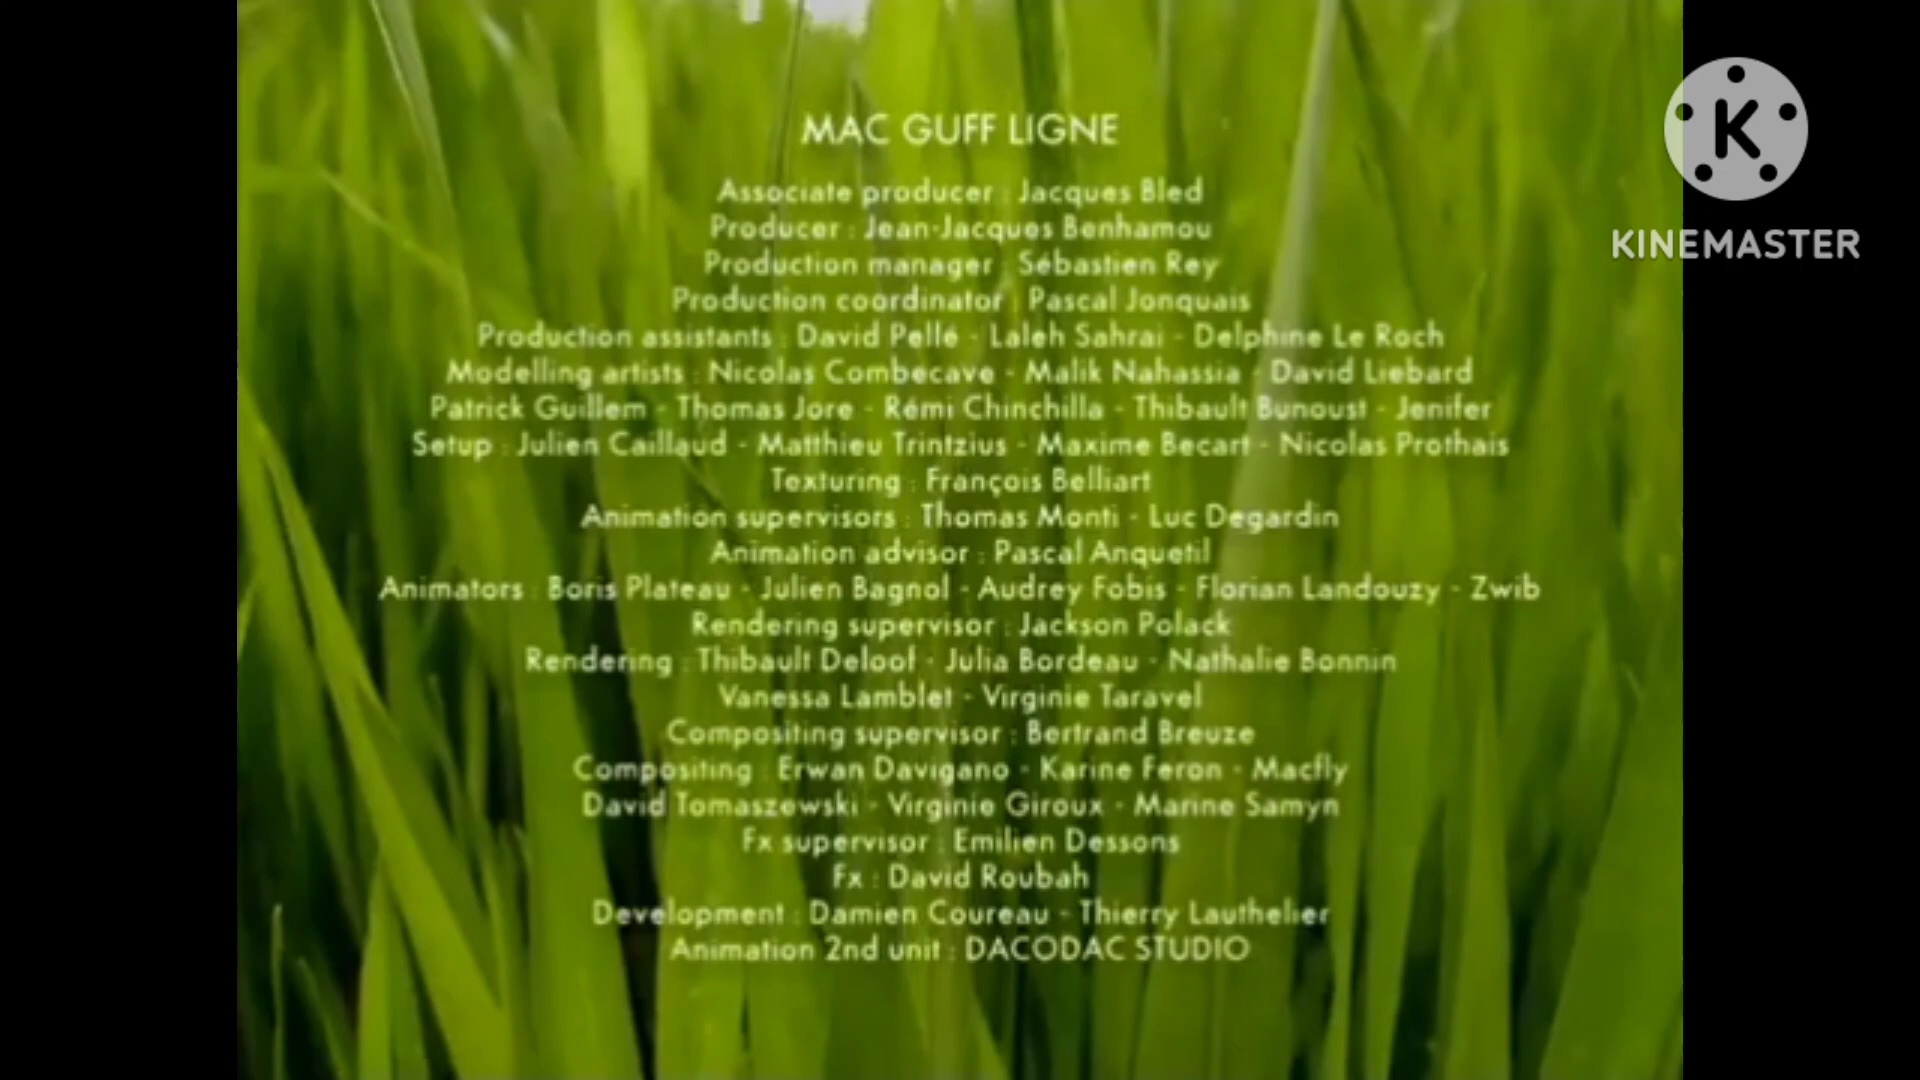 MAC GUFF LIGNE
Associate producer : Jacques Bled
Producer : Jean-Jacques Benhamou
Production manager : Sébastien Rey
Production coordinator : Pascal Jonquais
Production assistants : David Pellé - Laleh Sahrai - Delphine Le Roch
Modelling artists : Nicolas Combecave - Malik Nahassia - David Liebard
Patrick Guillem - Thomas Jore - Rémi Chinchilla - Thibault Bunoust - Jenifer
Setup : Julien Caillaud - Matthieu Trintzius - Maxime Becart - Nicolas Prothais
Texturing : François Belliart
Animation supervisors : Thomas Monti - Luc Degardin
Animation advisor : Pascal Anquetil
Animators : Boris Plateau - Julien Bagnol - Audrey Fobis - Florian Landouzy - Zwib
Rendering supervisor : Jackson Polack
Rendering : Thibault Deloof - Julia Bordeau - Nathalie Bonnin
Vanessa Lamblet - Virginie Taravel
Compositing supervisor : Bertrand Breuze
Compositing : Erwan Davigano - Karine Feron - Macfly
David Tomaszewski - Virginie Giroux - Marine Samyn
Fx supervisor : Emilien Dessons
Fx : David Roubah
Development : Damien Coureau - Thierry Lauthelier
Animation 2nd unit : DACODAC STUDIO
K
KINEMASTER